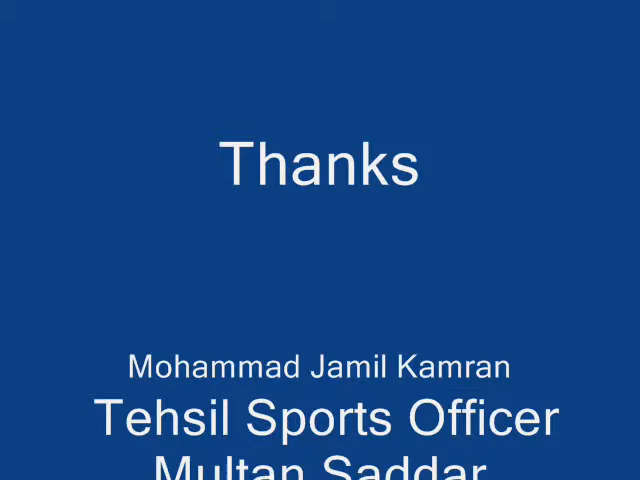 Thanks
Mohammad Jamil Kamran
Tehsil Sports Officer
Multan Saddar